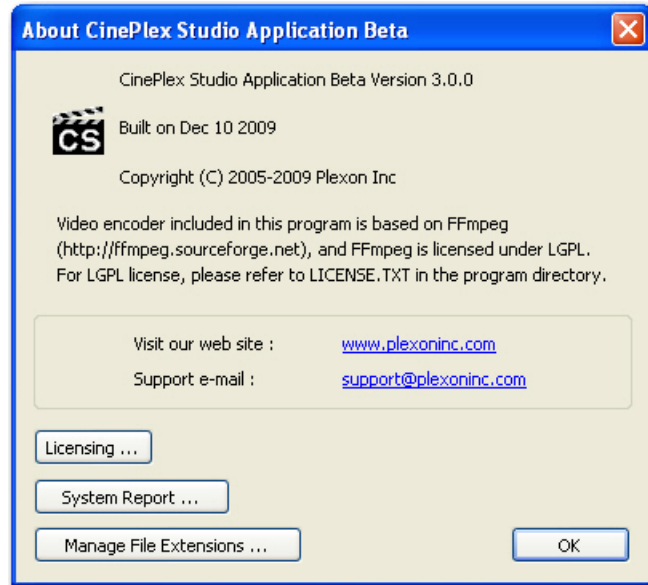 About CinePlex Studio Application Beta
CinePlex Studio Application Beta Version 3.0.0
CS
Built on Dec 10 2009
Copyright (C) 2005-2009 Plexon Inc
Video encoder included in this program is based on FFmpeg
(http://ffmpeg.sourceforge.net), and FFmpeg is licensed under LGPL.
For LGPL license, please refer to LICENSE.TXT in the program directory.
Visit our web site : www.plexoninc.com
Support e-mail : support@plexoninc.com
Licensing ...
System Report ...
Manage File Extensions ... OK